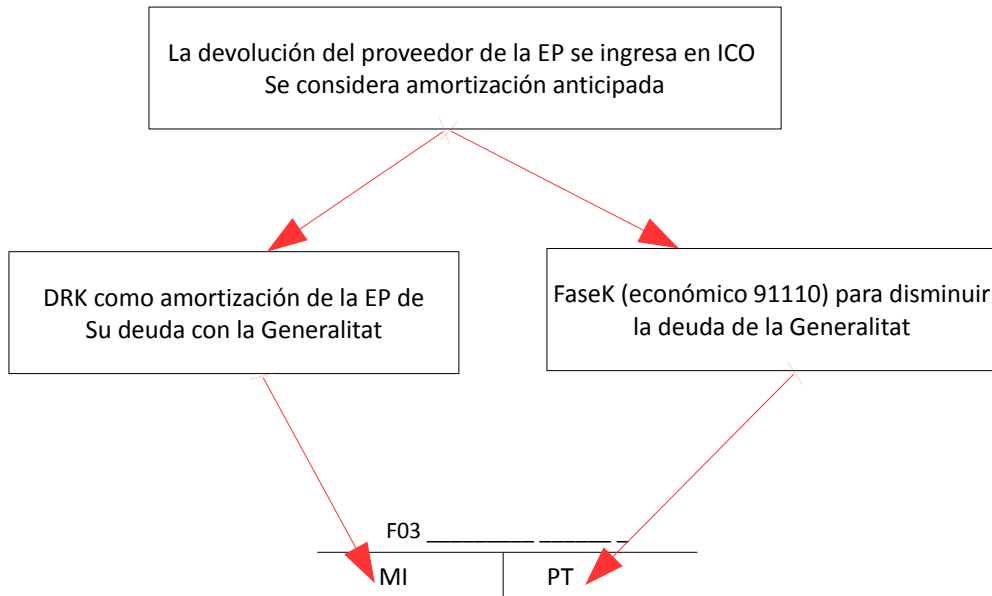 La devolución del proveedor de la EP se ingresa en ICO
Se considera amortización anticipada
DRK como amortización de la EP de
Su deuda con la Generalitat
FaseK (económico 91110) para disminuir
la deuda de la Generalitat
F03 _________ ______ _
MI PT